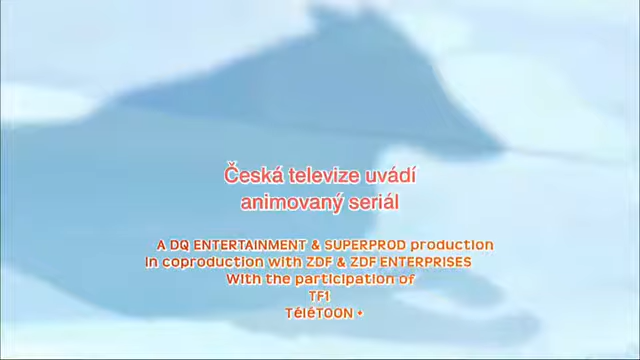 Česká televize uvádí
animovaný seriál
A DQ ENTERTAINMENT & SUPERPROD production
in coproduction with ZDF & ZDF ENTERPRISES
With the participation of
TF1
TéléTOON +